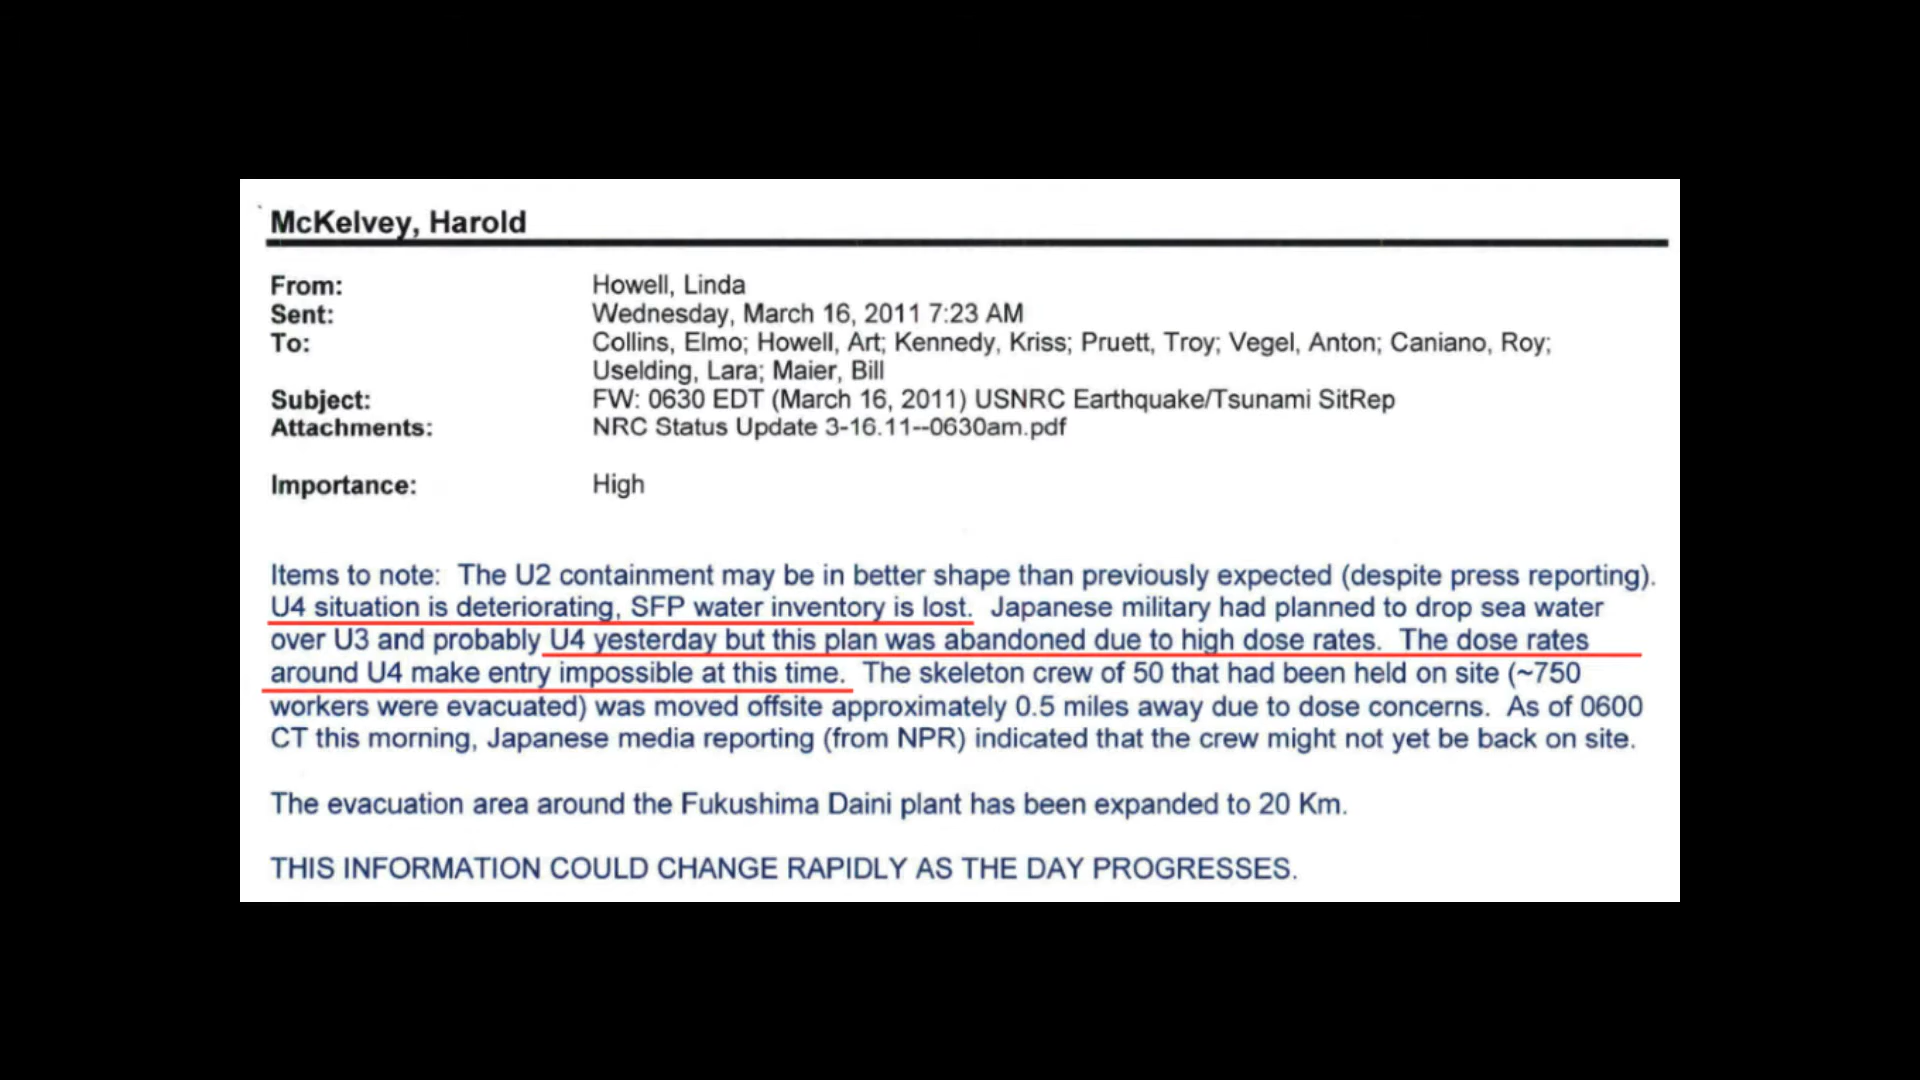 McKelvey, Harold
From: Howell, Linda
Sent: Wednesday, March 16, 2011 7:23 AM
To: Collins, Elmo; Howell, Art; Kennedy, Kriss; Pruett, Troy; Vegel, Anton; Caniano, Roy;
Uselding, Lara; Maier, Bill
Subject: FW: 0630 EDT (March 16, 2011) USNRC Earthquake/Tsunami SitRep
Attachments: NRC Status Update 3-16.11--0630am.pdf
Importance: High
Items to note:  The U2 containment may be in better shape than previously expected (despite press reporting).
U4 situation is deteriorating, SFP water inventory is lost.  Japanese military had planned to drop sea water
over U3 and probably U4 yesterday but this plan was abandoned due to high dose rates.  The dose rates
around U4 make entry impossible at this time.  The skeleton crew of 50 that had been held on site (~750
workers were evacuated) was moved offsite approximately 0.5 miles away due to dose concerns.  As of 0600
CT this morning, Japanese media reporting (from NPR) indicated that the crew might not yet be back on site.
The evacuation area around the Fukushima Daini plant has been expanded to 20 Km.
THIS INFORMATION COULD CHANGE RAPIDLY AS THE DAY PROGRESSES.